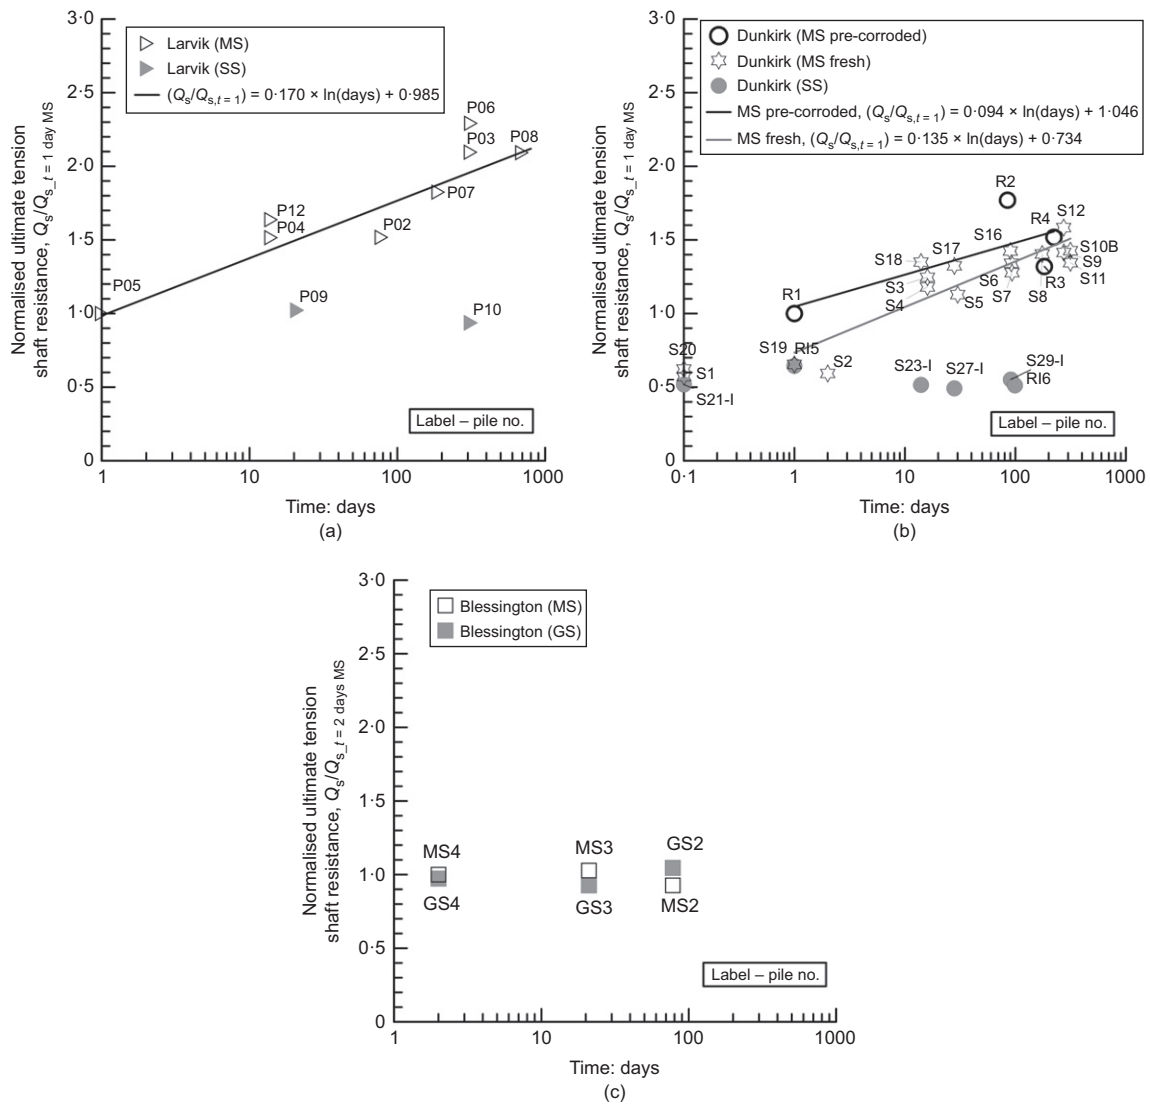 3·0
2·5
2·0
1·5
1·0
0·5
0
Normalised ultimate tension
shaft resistance, Qs/Qs_t = 1 day MS
Larvik (MS)
Larvik (SS)
(Qs/Qs,t = 1) = 0·170 × ln(days) + 0·985
P06
P03
P08
P07
P12
P04
P02
P05
P09
P10
Label – pile no.
1
10
100
1000
Time: days
(a)
3·0
2·5
2·0
1·5
1·0
0·5
0
Normalised ultimate tension
shaft resistance, Qs/Qs_t = 1 day MS
Dunkirk (MS pre-corroded)
Dunkirk (MS fresh)
Dunkirk (SS)
MS pre-corroded, (Qs/Qs,t = 1) = 0·094 × ln(days) + 1·046
MS fresh, (Qs/Qs,t = 1) = 0·135 × ln(days) + 0·734
R2
R4
S12
S16
S17
S18
S10B
S9
S11
S3
S6
R3
S7
S8
S4
S5
R1
S20
S19
RI5
S1
S2
S21-I
S23-I
S27-I
S29-I
RI6
Label – pile no.
0·1
1
10
100
1000
Time: days
(b)
3·0
2·5
2·0
1·5
1·0
0·5
0
Normalised ultimate tension
shaft resistance, Qs/Qs_t = 2 days MS
Blessington (MS)
Blessington (GS)
MS4
MS3
GS2
GS4
GS3
MS2
Label – pile no.
1
10
100
1000
Time: days
(c)